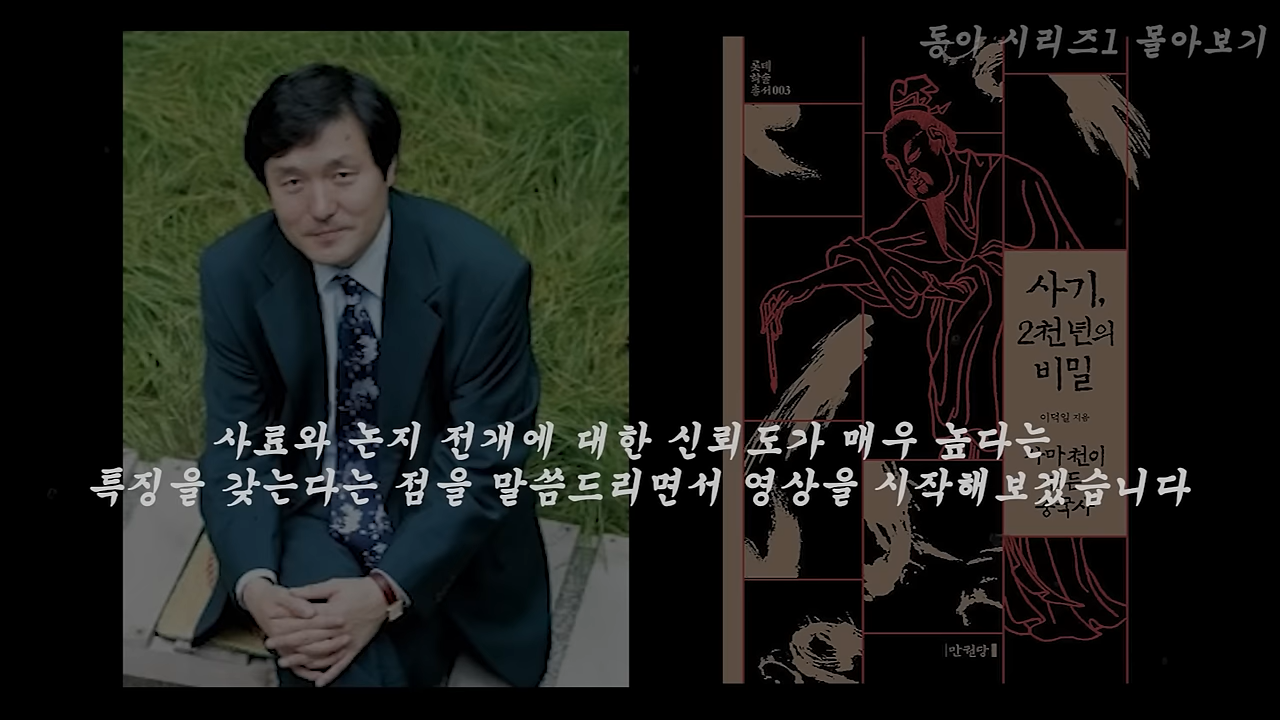 동아 시리즈1 몰아보기
롯데
학술
총서003
사기,
2천년의
비밀
이덕일 지음
사료와 논지 전개에 대한 신뢰도가 매우 높다는
특징을 갖는다는 점을 말씀드리면서 영상을 시작해보겠습니다
만권당